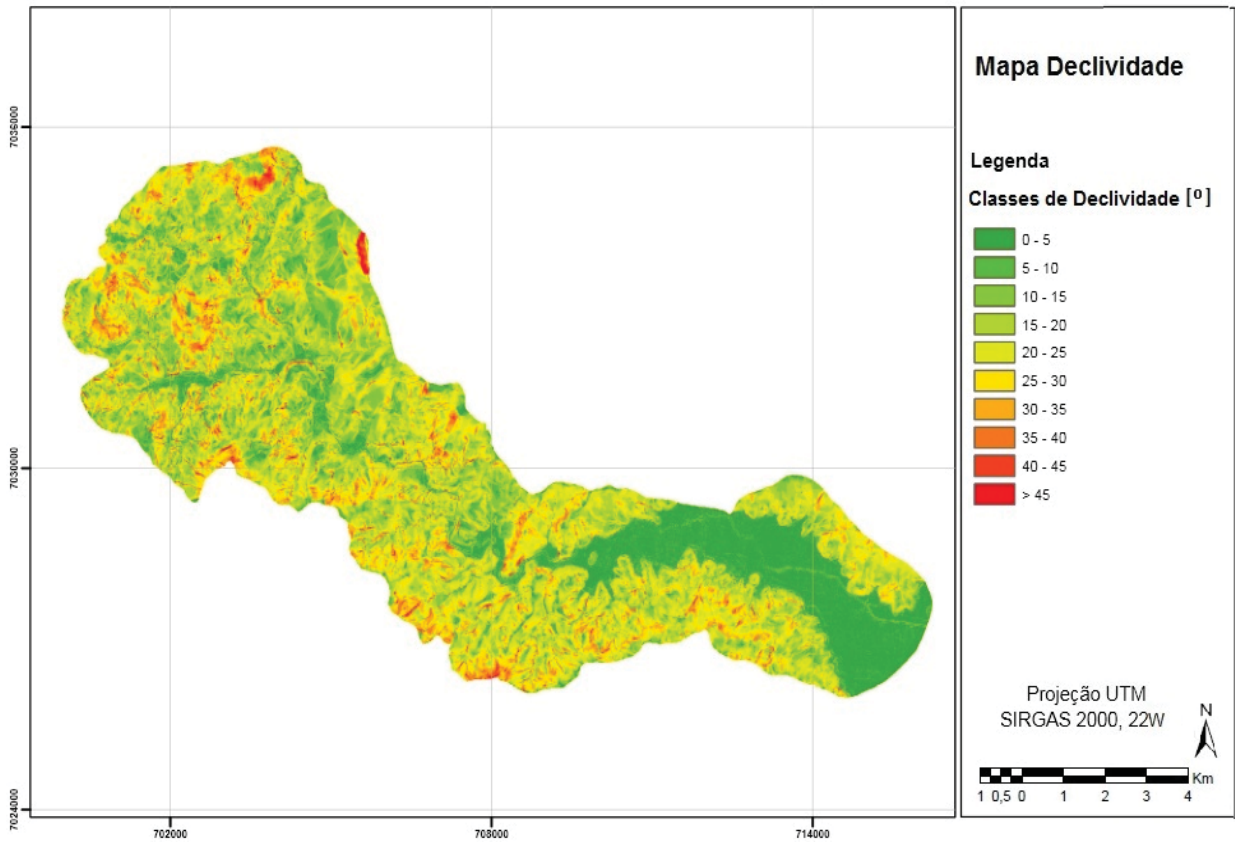 Mapa Declividade
Legenda
Classes de Declividade [º]
0 - 5
5 - 10
10 - 15
15 - 20
20 - 25
25 - 30
30 - 35
35 - 40
40 - 45
> 45
Projeção UTM
SIRGAS 2000, 22W
N
Km
1 0,5 0 1 2 3 4
7036000
7030000
7024000
702000 708000 714000